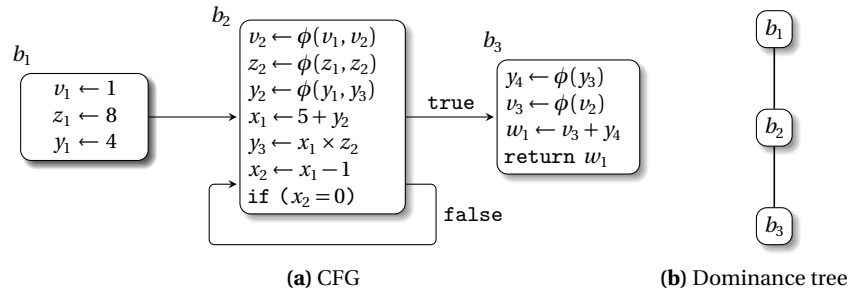 b₁
v₁ ← 1
z₁ ← 8
y₁ ← 4
b₂
v₂ ← ϕ(v₁, v₂)
z₂ ← ϕ(z₁, z₂)
y₂ ← ϕ(y₁, y₃)
x₁ ← 5 + y₂
y₃ ← x₁ × z₂
x₂ ← x₁ − 1
if (x₂ = 0)
true
false
b₃
y₄ ← ϕ(y₃)
v₃ ← ϕ(v₂)
w₁ ← v₃ + y₄
return w₁
(a) CFG
b₁
b₂
b₃
(b) Dominance tree